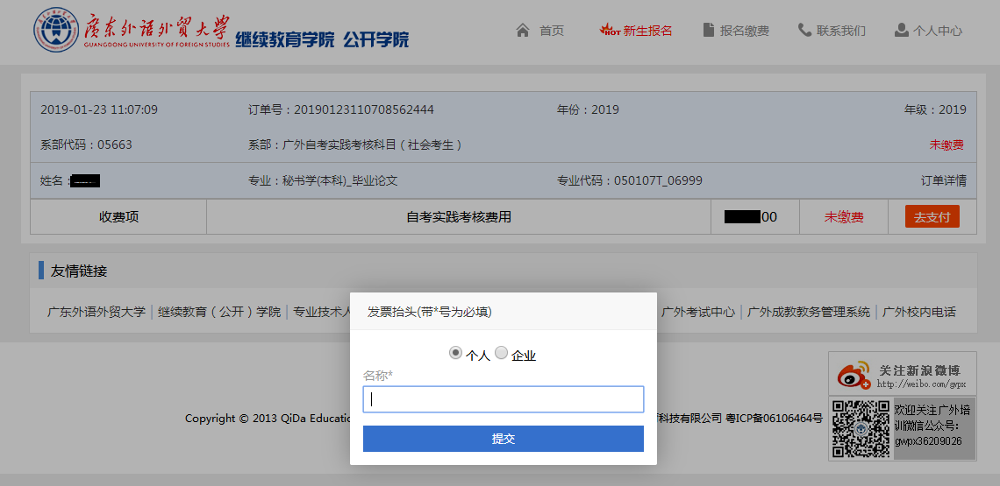 廣东外语外贸大学
GUANGDONG UNIVERSITY OF FOREIGN STUDIES
继续教育学院 公开学院
首页 HOT 新生报名 报名缴费 联系我们 个人中心
2019-01-23 11:07:09 订单号：20190123110708562444 年份：2019 年级：2019
系部代码：05663 系部：广外自考实践考核科目（社会考生） 未缴费
姓名： 专业：秘书学(本科)_毕业论文 专业代码：050107T_06999 订单详情
收费项 自考实践考核费用 00 未缴费 去支付
友情链接
广东外语外贸大学 | 继续教育（公开）学院 | 专业技术人 广外考试中心 | 广外成教教务管理系统 | 广外校内电话
发票抬头(带*号为必填)
个人 企业
名称*
提交
Copyright © 2013 QiDa Educatio 科技有限公司 粤ICP备06106464号
关注新浪微博
http://weibo.com/gwpx
欢迎关注广外培
训微信公众号：
gwpx36209026